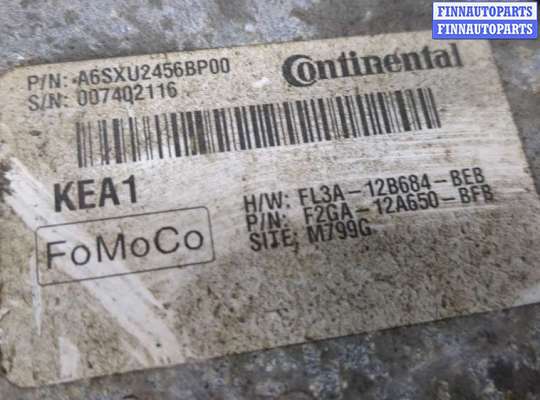 FINNAUTOPARTS
FINNAUTOPARTS
P/N: A6SXU2456BP00
S/N: 007402116
Continental
KEA1
H/W: FL3A-12B684-BEB
P/N: F2GA-12A650-BFB
SITE: M799G
FoMoCo